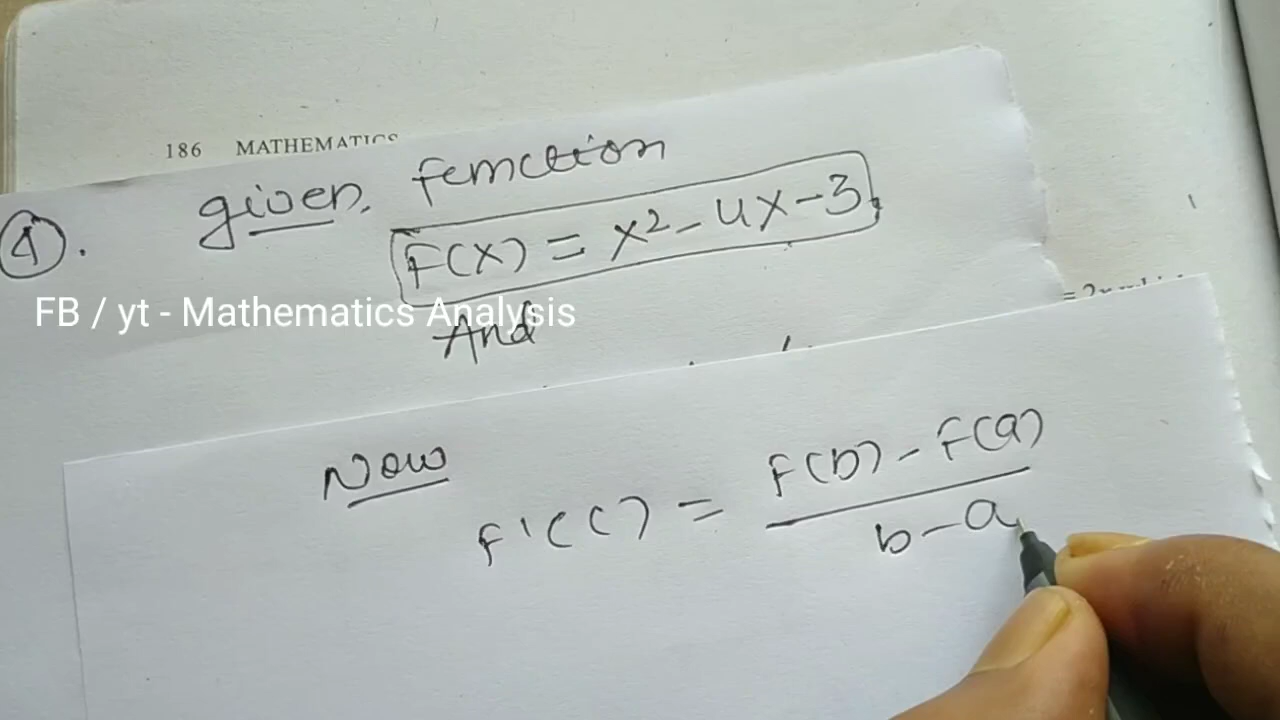 186 MATHEMATICS
given, function
4.
F(x) = x² - 4x - 3,
FB / yt - Mathematics Analysis
And
Now
F'(c) = F(b) - F(a)
b - a